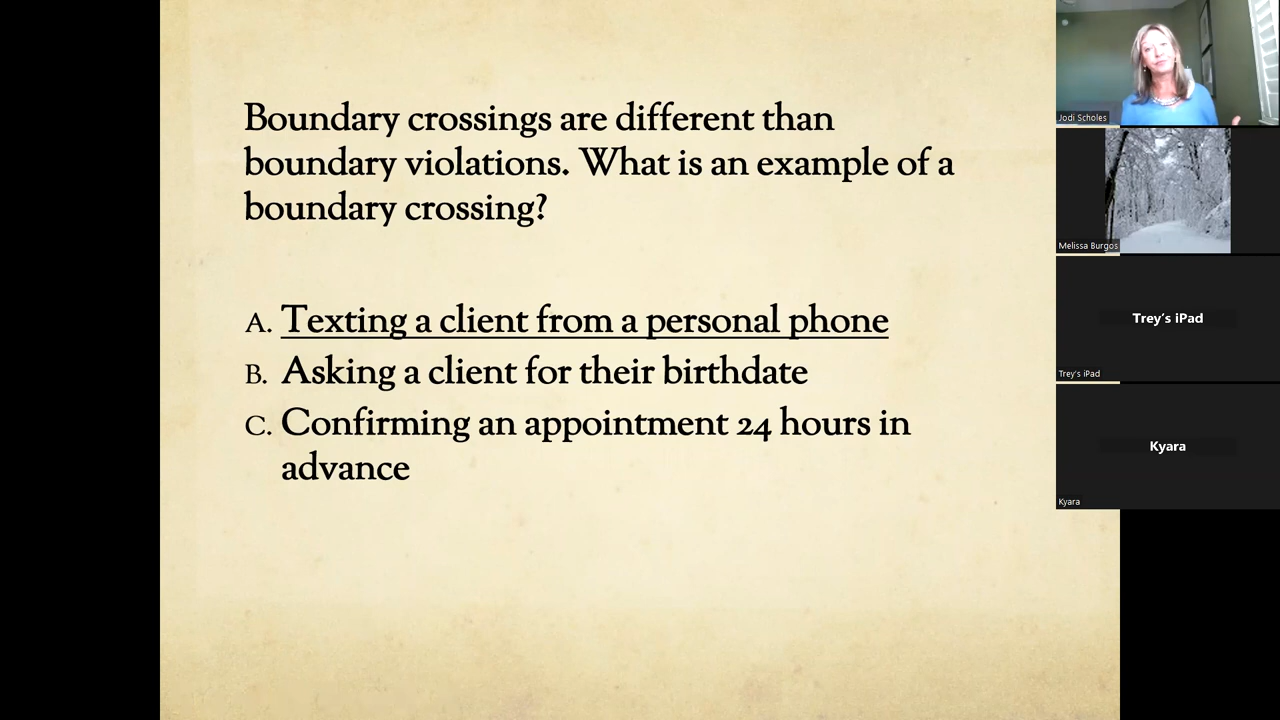 Boundary crossings are different than
boundary violations. What is an example of a
boundary crossing?
A. Texting a client from a personal phone
B. Asking a client for their birthdate
C. Confirming an appointment 24 hours in
advance
Jodi Scholes
Melissa Burgos
Trey's iPad
Trey's iPad
Kyara
Kyara